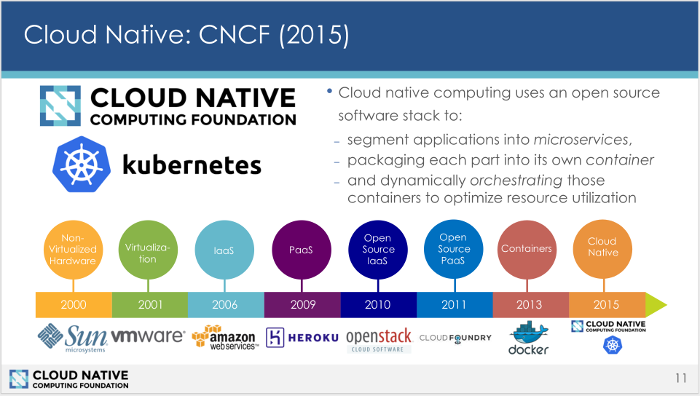 Cloud Native: CNCF (2015)
CLOUD NATIVE
COMPUTING FOUNDATION
kubernetes
• Cloud native computing uses an open source
software stack to:
– segment applications into microservices,
– packaging each part into its own container
– and dynamically orchestrating those
containers to optimize resource utilization
Non-
Virtualized
Hardware
Virtualiza-
tion
IaaS
PaaS
Open
Source
IaaS
Open
Source
PaaS
Containers
Cloud
Native
2000
2001
2006
2009
2010
2011
2013
2015
Sun
microsystems
vmware®
amazon
webservices™
HEROKU
openstack
CLOUD SOFTWARE
CLOUD FOUNDRY
docker
CLOUD NATIVE
COMPUTING FOUNDATION
CLOUD NATIVE
COMPUTING FOUNDATION
11